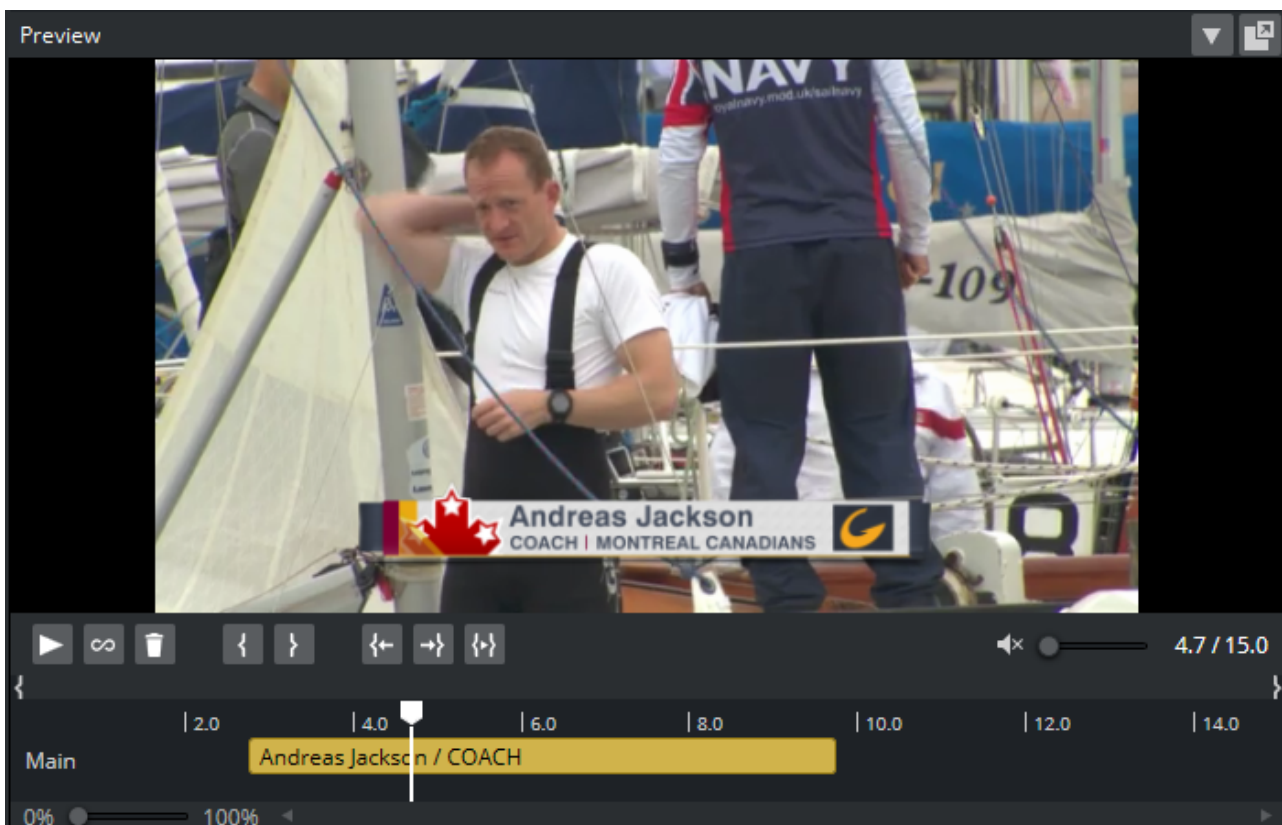 Preview
NAVY
royalnavy.mod.uk/sailnavy
-109
Andreas Jackson
COACH | MONTREAL CANADIANS
4.7 / 15.0
2.0 4.0 6.0 8.0 10.0 12.0 14.0
Main
Andreas Jackson / COACH
0% 100%